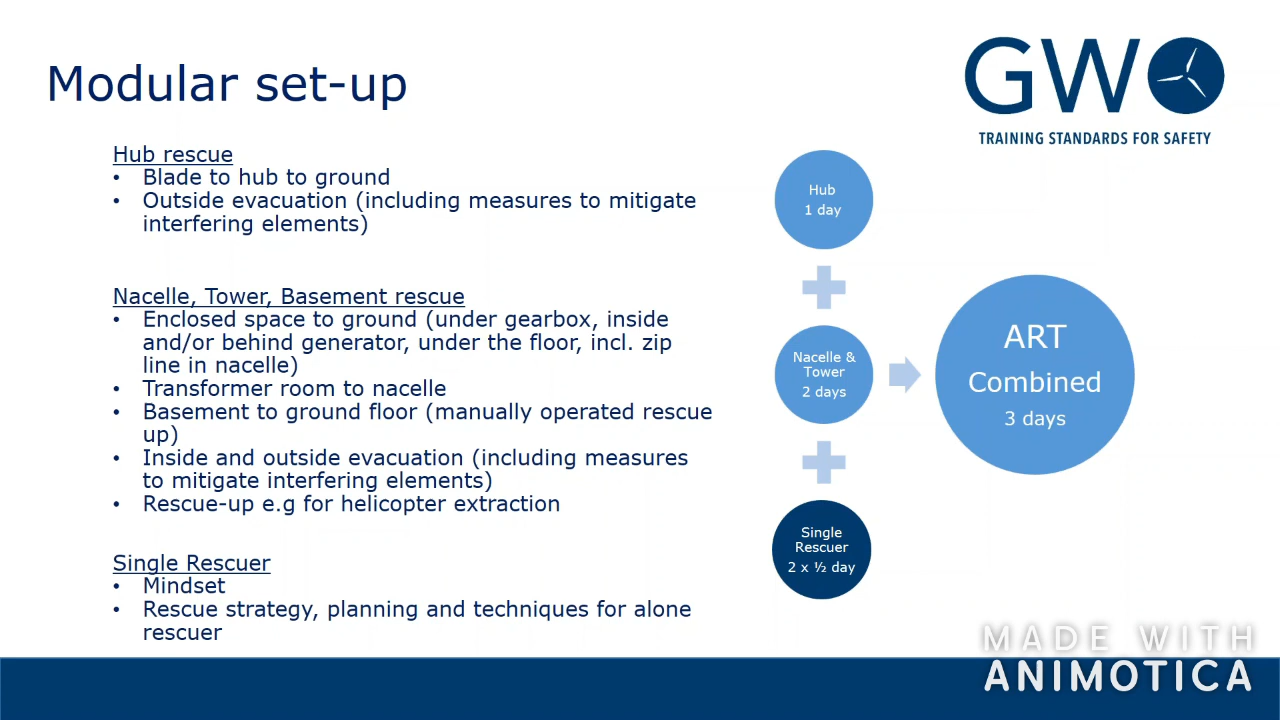 Modular set-up
GWO
TRAINING STANDARDS FOR SAFETY
Hub rescue
• Blade to hub to ground
• Outside evacuation (including measures to mitigate
interfering elements)
Nacelle, Tower, Basement rescue
• Enclosed space to ground (under gearbox, inside
and/or behind generator, under the floor, incl. zip
line in nacelle)
• Transformer room to nacelle
• Basement to ground floor (manually operated rescue
up)
• Inside and outside evacuation (including measures
to mitigate interfering elements)
• Rescue-up e.g for helicopter extraction
Single Rescuer
• Mindset
• Rescue strategy, planning and techniques for alone
rescuer
Hub
1 day
Nacelle &
Tower
2 days
Single
Rescuer
2 x ½ day
ART
Combined
3 days
MADE WITH
ANIMOTICA